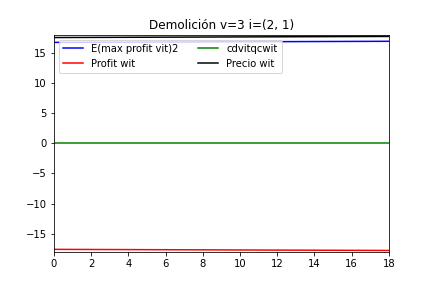 Demolición v=3 i=(2, 1)
E(max profit vit)2 cdvitqcwit
Profit wit Precio wit
15
10
5
0
−5
−10
−15
0 2 4 6 8 10 12 14 16 18